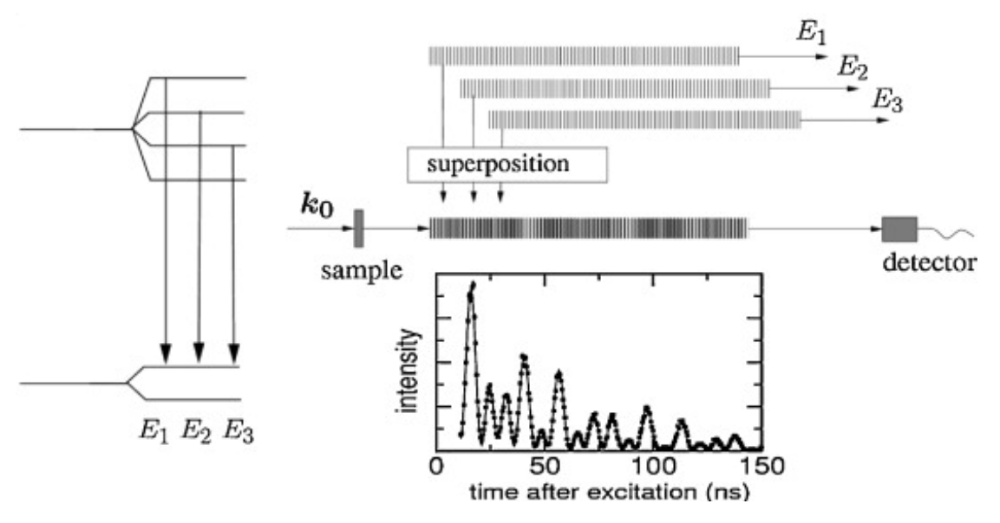 E₁
E₂
E₃
superposition
k₀
sample
detector
intensity
0 50 100 150
time after excitation (ns)
E₁ E₂ E₃